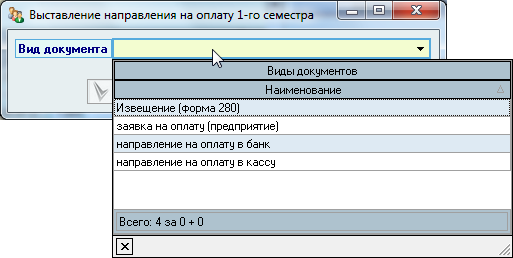 Выставление направления на оплату 1-го семестра
Вид документа
Виды документов
Наименование
Извещение (форма 280)
заявка на оплату (предприятие)
направление на оплату в банк
направление на оплату в кассу
Всего: 4 за 0 + 0